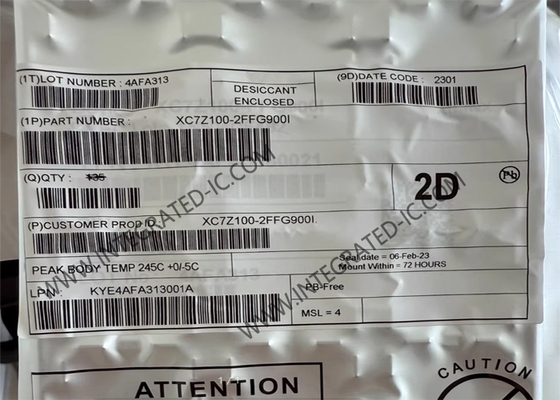 (1T)LOT NUMBER : 4AFA313
DESICCANT
ENCLOSED
(9D)DATE CODE : 2301
(1P)PART NUMBER : XC7Z100-2FFG900I
(Q)QTY : 135
2D
Pb
(P)CUSTOMER PROD ID XC7Z100-2FFG900I.
PEAK BODY TEMP 245C +0/-5C
Seal date = 06-Feb-23
Mount Within = 72 HOURS
LPN KYE4AFA313001A
PB-Free
MSL = 4
ATTENTION
CAUTION
WWW.INTEGRATED-IC.COM
WWW.INTEGRATED-IC.COM